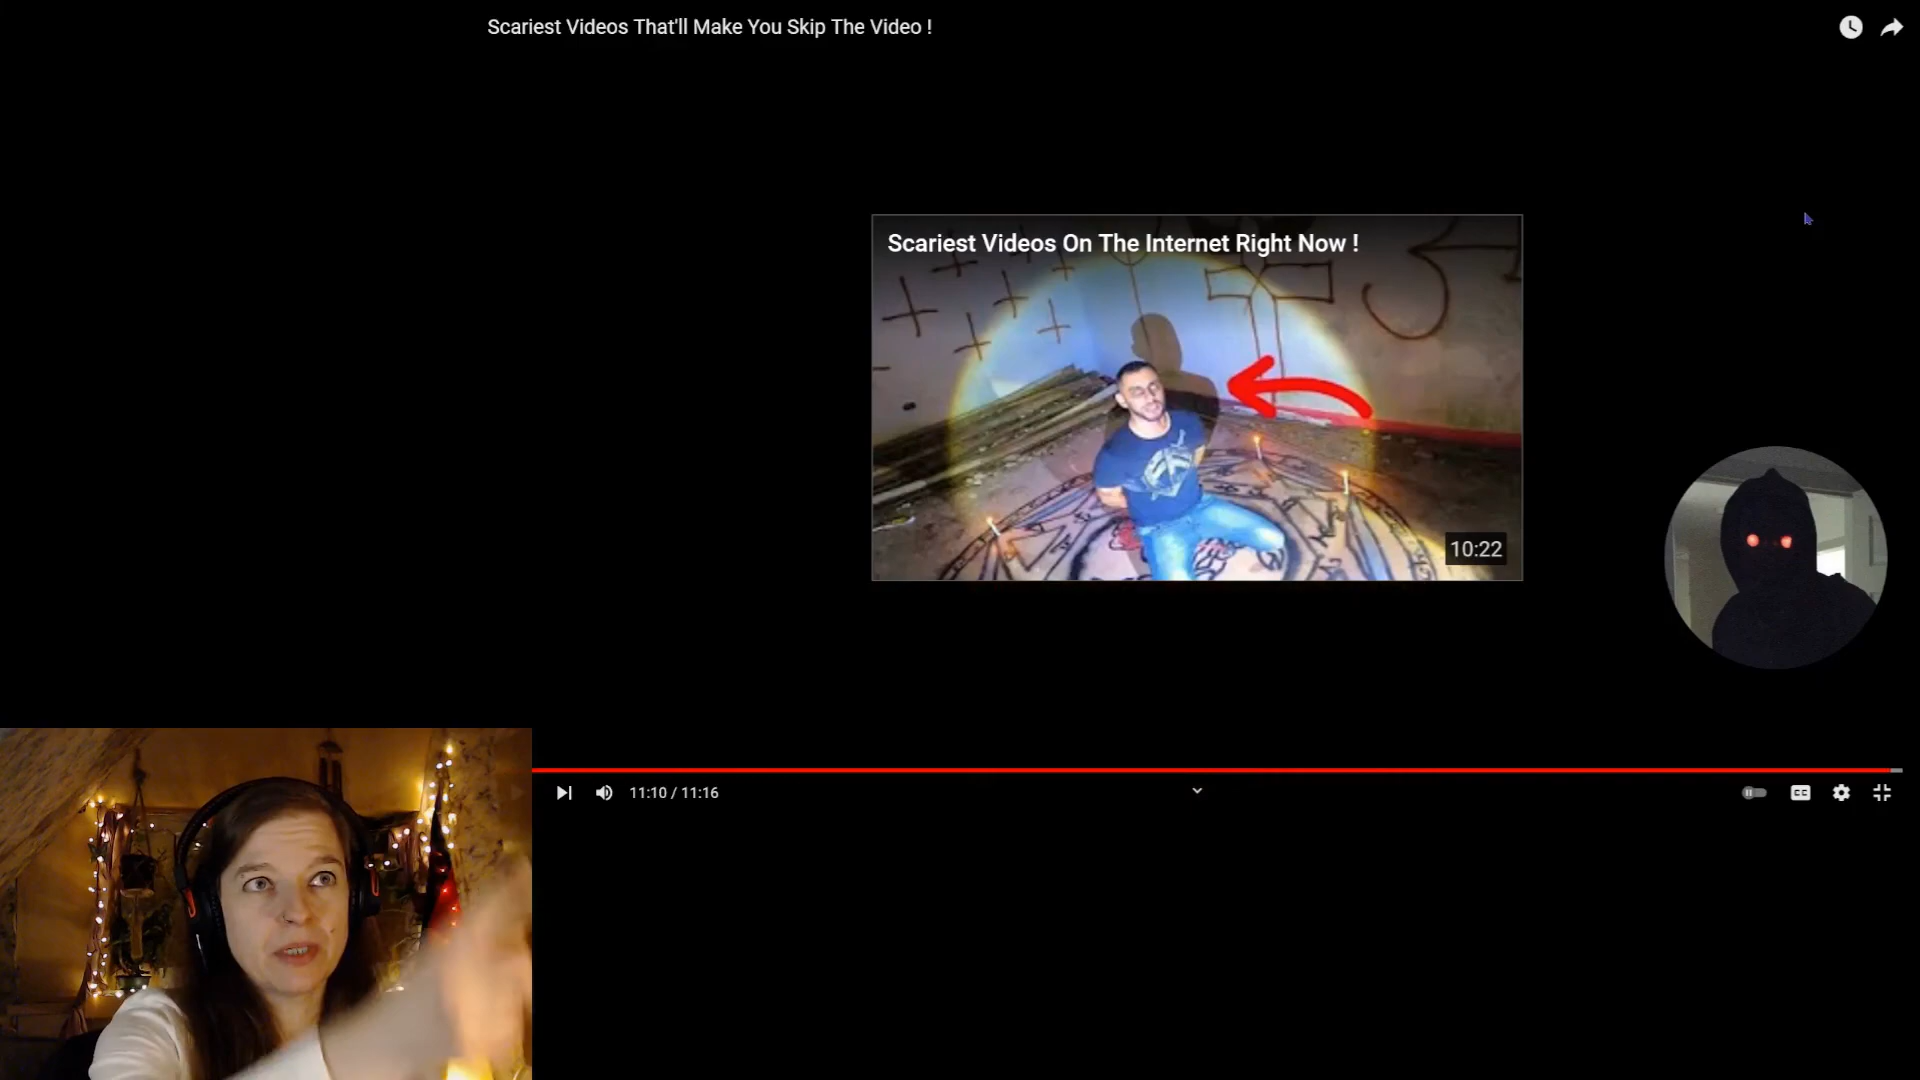 Scariest Videos That'll Make You Skip The Video !
Scariest Videos On The Internet Right Now !
10:22
11:10 / 11:16
CC